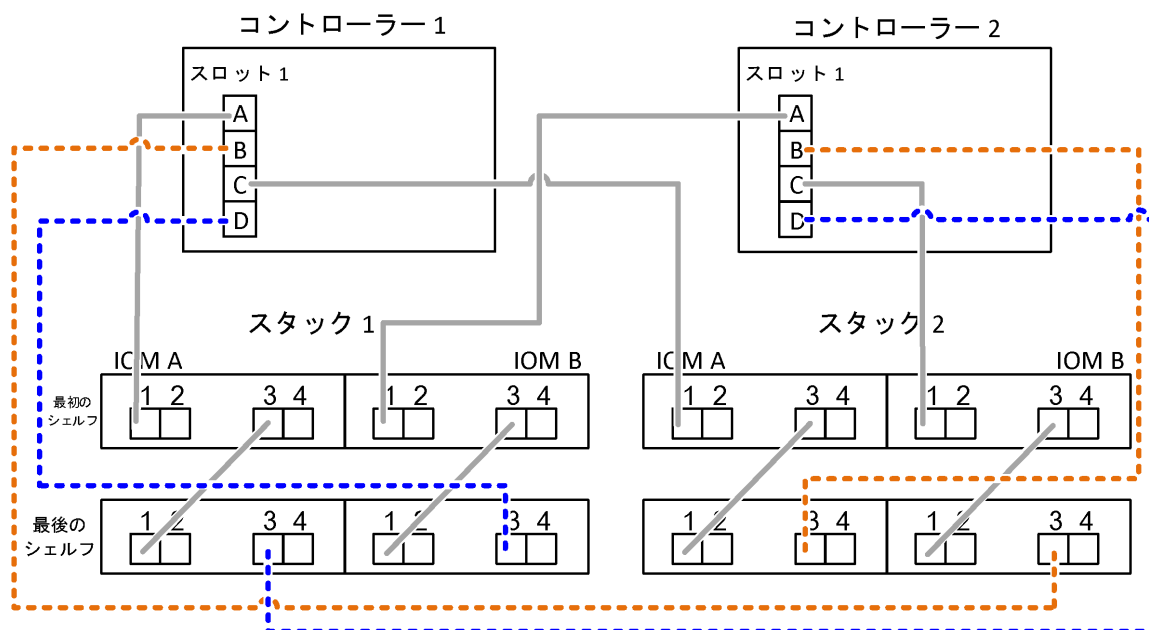 コントローラー 1
コントローラー 2
スロット 1
スロット 1
A
A
B
B
C
C
D
D
スタック 1
スタック 2
IOM A
IOM B
IOM A
IOM B
最初の
シェルフ
1 2 3 4 1 2 3 4
1 2 3 4 1 2 3 4
最後の
シェルフ
1 2 3 4 1 2 3 4
1 2 3 4 1 2 3 4